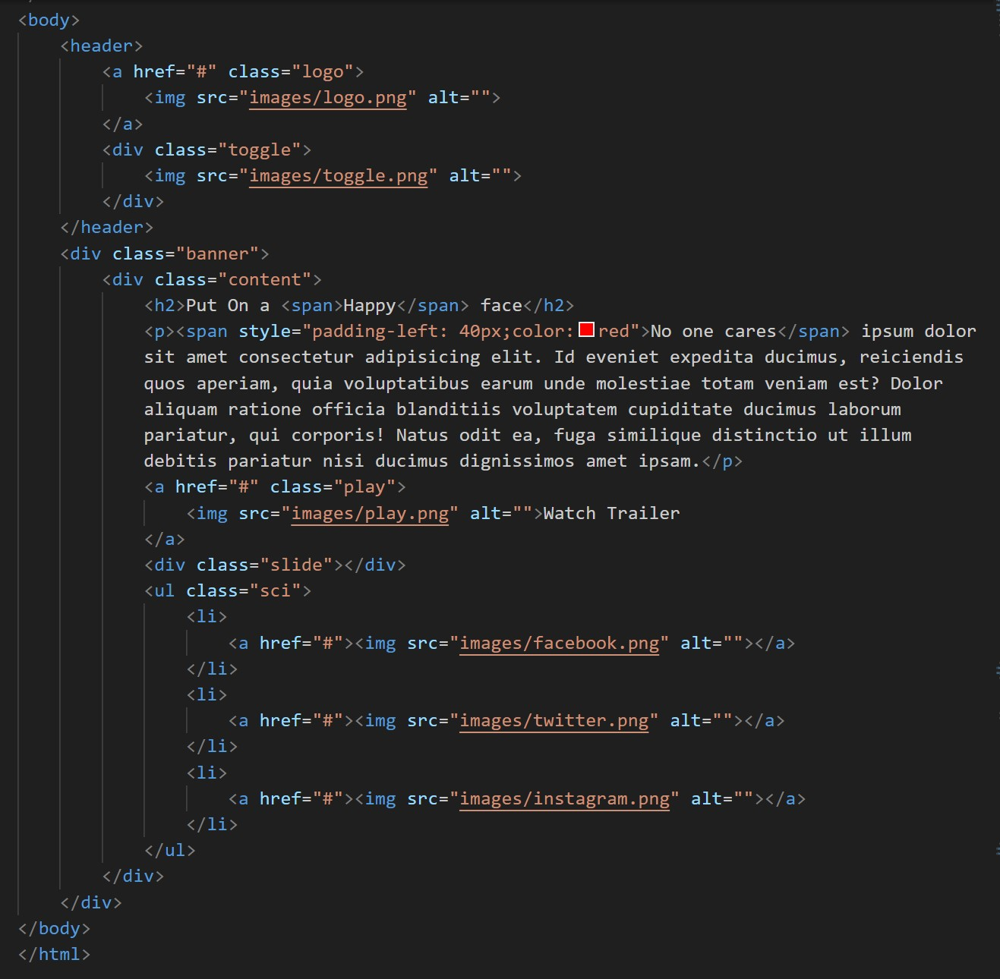 <body>
<header>
<a href="#" class="logo">
<img src="images/logo.png" alt="">
</a>
<div class="toggle">
<img src="images/toggle.png" alt="">
</div>
</header>
<div class="banner">
<div class="content">
<h2>Put On a <span>Happy</span> face</h2>
<p><span style="padding-left: 40px;color:red">No one cares</span> ipsum dolor
sit amet consectetur adipisicing elit. Id eveniet expedita ducimus, reiciendis
quos aperiam, quia voluptatibus earum unde molestiae totam veniam est? Dolor
aliquam ratione officia blanditiis voluptatem cupiditate ducimus laborum
pariatur, qui corporis! Natus odit ea, fuga similique distinctio ut illum
debitis pariatur nisi ducimus dignissimos amet ipsam.</p>
<a href="#" class="play">
<img src="images/play.png" alt="">Watch Trailer
</a>
<div class="slide"></div>
<ul class="sci">
<li>
<a href="#"><img src="images/facebook.png" alt=""></a>
</li>
<li>
<a href="#"><img src="images/twitter.png" alt=""></a>
</li>
<li>
<a href="#"><img src="images/instagram.png" alt=""></a>
</li>
</ul>
</div>
</div>
</body>
</html>